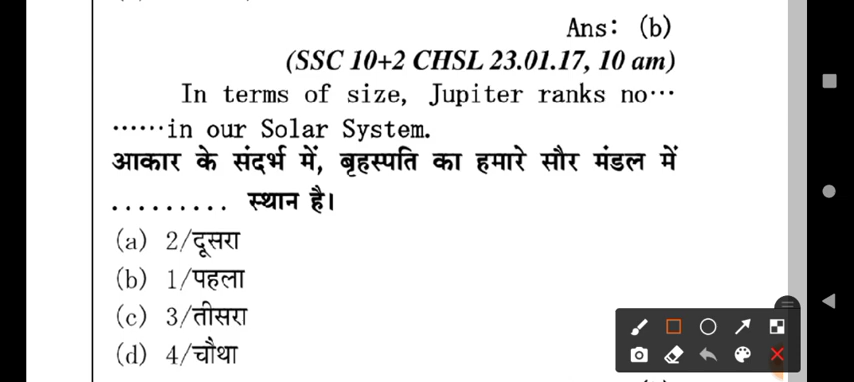 Ans: (b)
(SSC 10+2 CHSL 23.01.17, 10 am)
In terms of size, Jupiter ranks no···
······in our Solar System.
आकार के संदर्भ में, बृहस्पति का हमारे सौर मंडल में
......... स्थान है।
(a) 2/दूसरा
(b) 1/पहला
(c) 3/तीसरा
(d) 4/चौथा